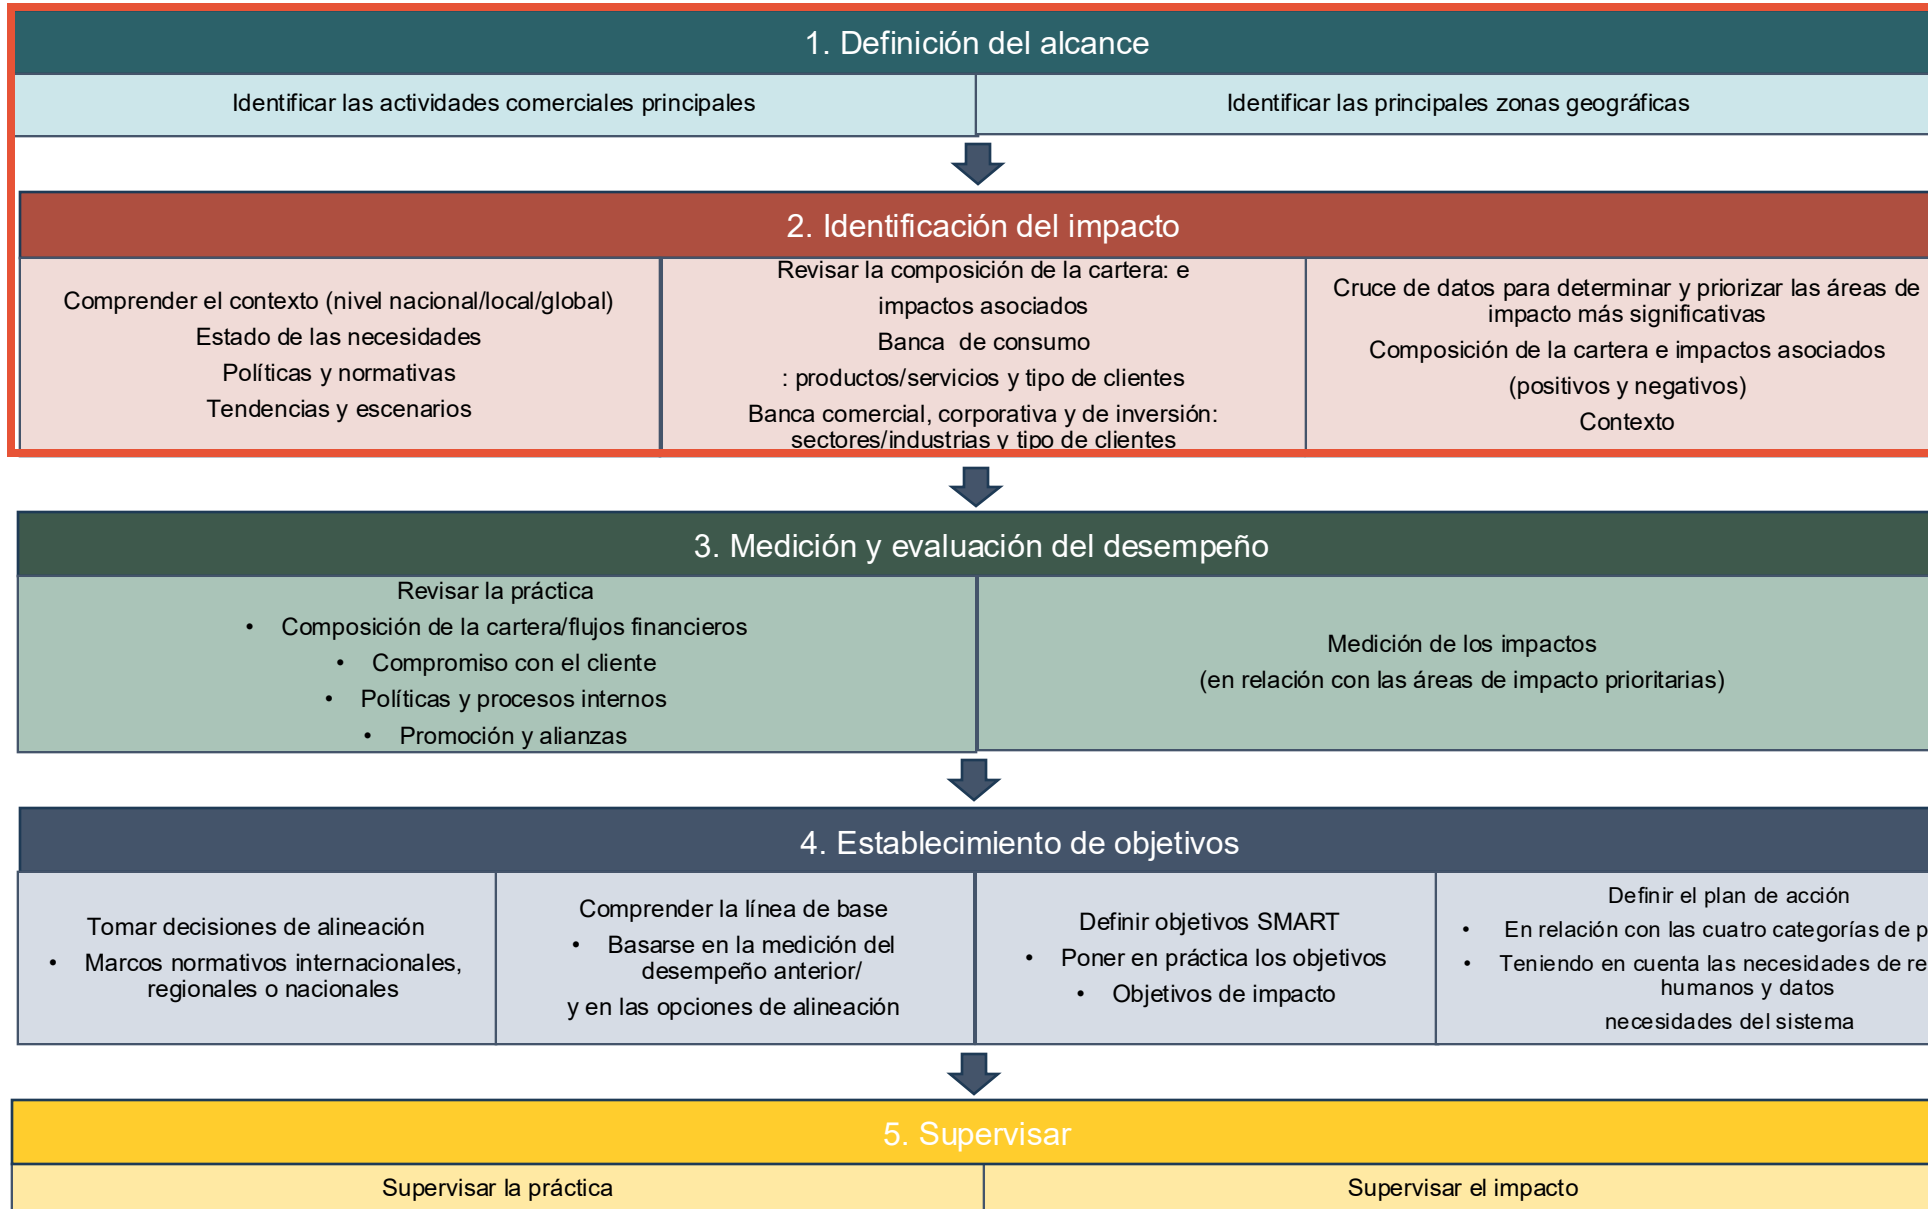 1. Definición del alcance
Identificar las actividades comerciales principales
Identificar las principales zonas geográficas
2. Identificación del impacto
Comprender el contexto (nivel nacional/local/global)
Estado de las necesidades
Políticas y normativas
Tendencias y escenarios
Revisar la composición de la cartera: e
impactos asociados
Banca de consumo
: productos/servicios y tipo de clientes
Banca comercial, corporativa y de inversión:
sectores/industrias y tipo de clientes
Cruce de datos para determinar y priorizar las áreas de
impacto más significativas
Composición de la cartera e impactos asociados
(positivos y negativos)
Contexto
3. Medición y evaluación del desempeño
Revisar la práctica
• Composición de la cartera/flujos financieros
• Compromiso con el cliente
• Políticas y procesos internos
• Promoción y alianzas
Medición de los impactos
(en relación con las áreas de impacto prioritarias)
4. Establecimiento de objetivos
Tomar decisiones de alineación
• Marcos normativos internacionales,
regionales o nacionales
Comprender la línea de base
• Basarse en la medición del
desempeño anterior/
y en las opciones de alineación
Definir objetivos SMART
• Poner en práctica los objetivos
• Objetivos de impacto
Definir el plan de acción
• En relación con las cuatro categorías de
• Teniendo en cuenta las necesidades de
humanos y datos
necesidades del sistema
5. Supervisar
Supervisar la práctica
Supervisar el impacto